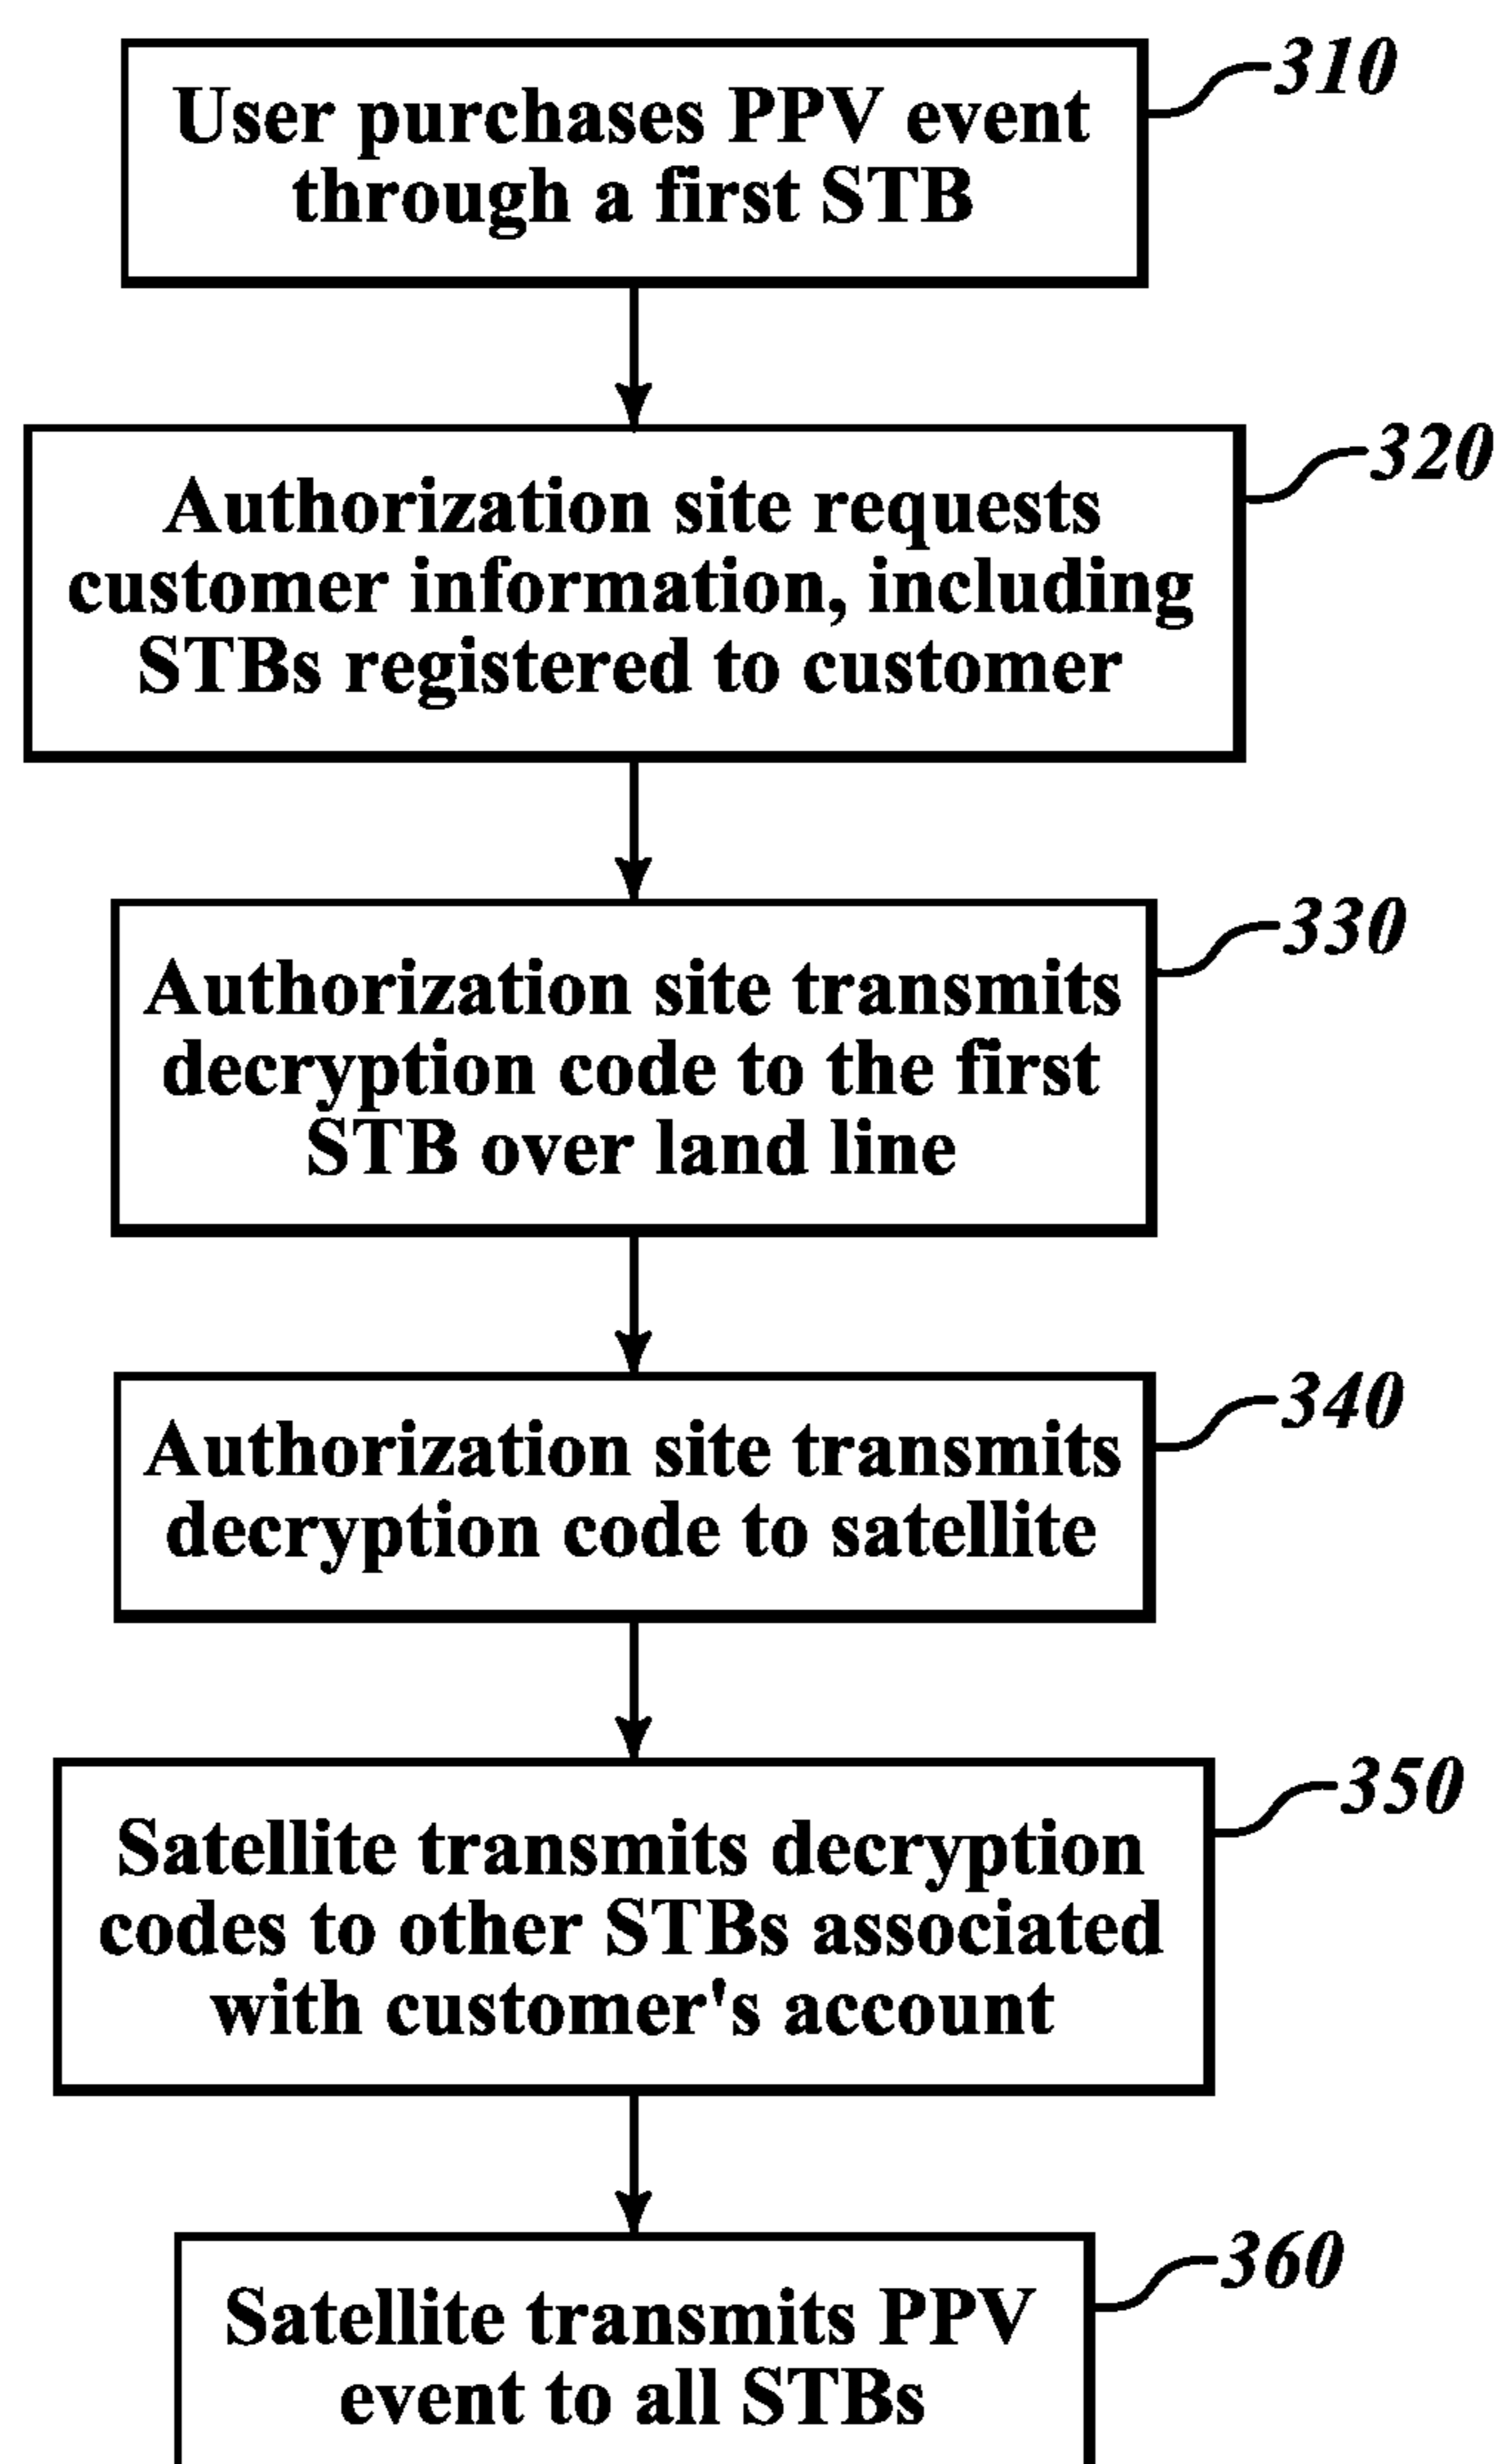 User purchases PPV event
through a first STB
310
Authorization site requests
customer information, including
STBs registered to customer
320
Authorization site transmits
decryption code to the first
STB over land line
330
Authorization site transmits
decryption code to satellite
340
Satellite transmits decryption
codes to other STBs associated
with customer's account
350
Satellite transmits PPV
event to all STBs
360